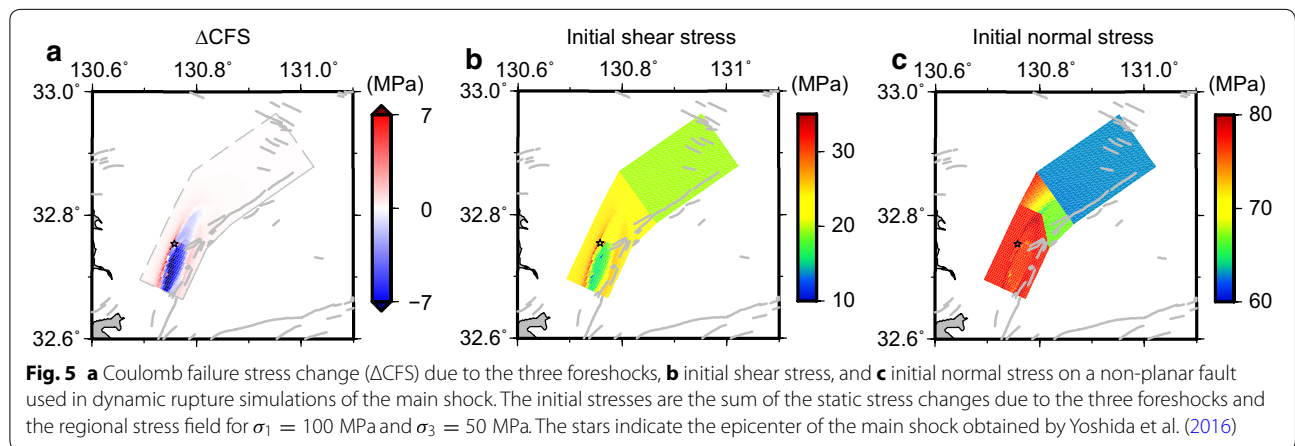 a ΔCFS
130.6˚ 130.8˚ 131.0˚
(MPa)
33.0˚
32.8˚
32.6˚
7
0
−7
b Initial shear stress
130.6˚ 130.8˚ 131˚
(MPa)
33.0˚
32.8˚
32.6˚
30
20
10
c Initial normal stress
130.6˚ 130.8˚ 131.0˚
(MPa)
33.0˚
32.8˚
32.6˚
80
70
60
Fig. 5 a Coulomb failure stress change (ΔCFS) due to the three foreshocks, b initial shear stress, and c initial normal stress on a non-planar fault
used in dynamic rupture simulations of the main shock. The initial stresses are the sum of the static stress changes due to the three foreshocks and
the regional stress field for σ₁ = 100 MPa and σ₃ = 50 MPa. The stars indicate the epicenter of the main shock obtained by Yoshida et al. (2016)